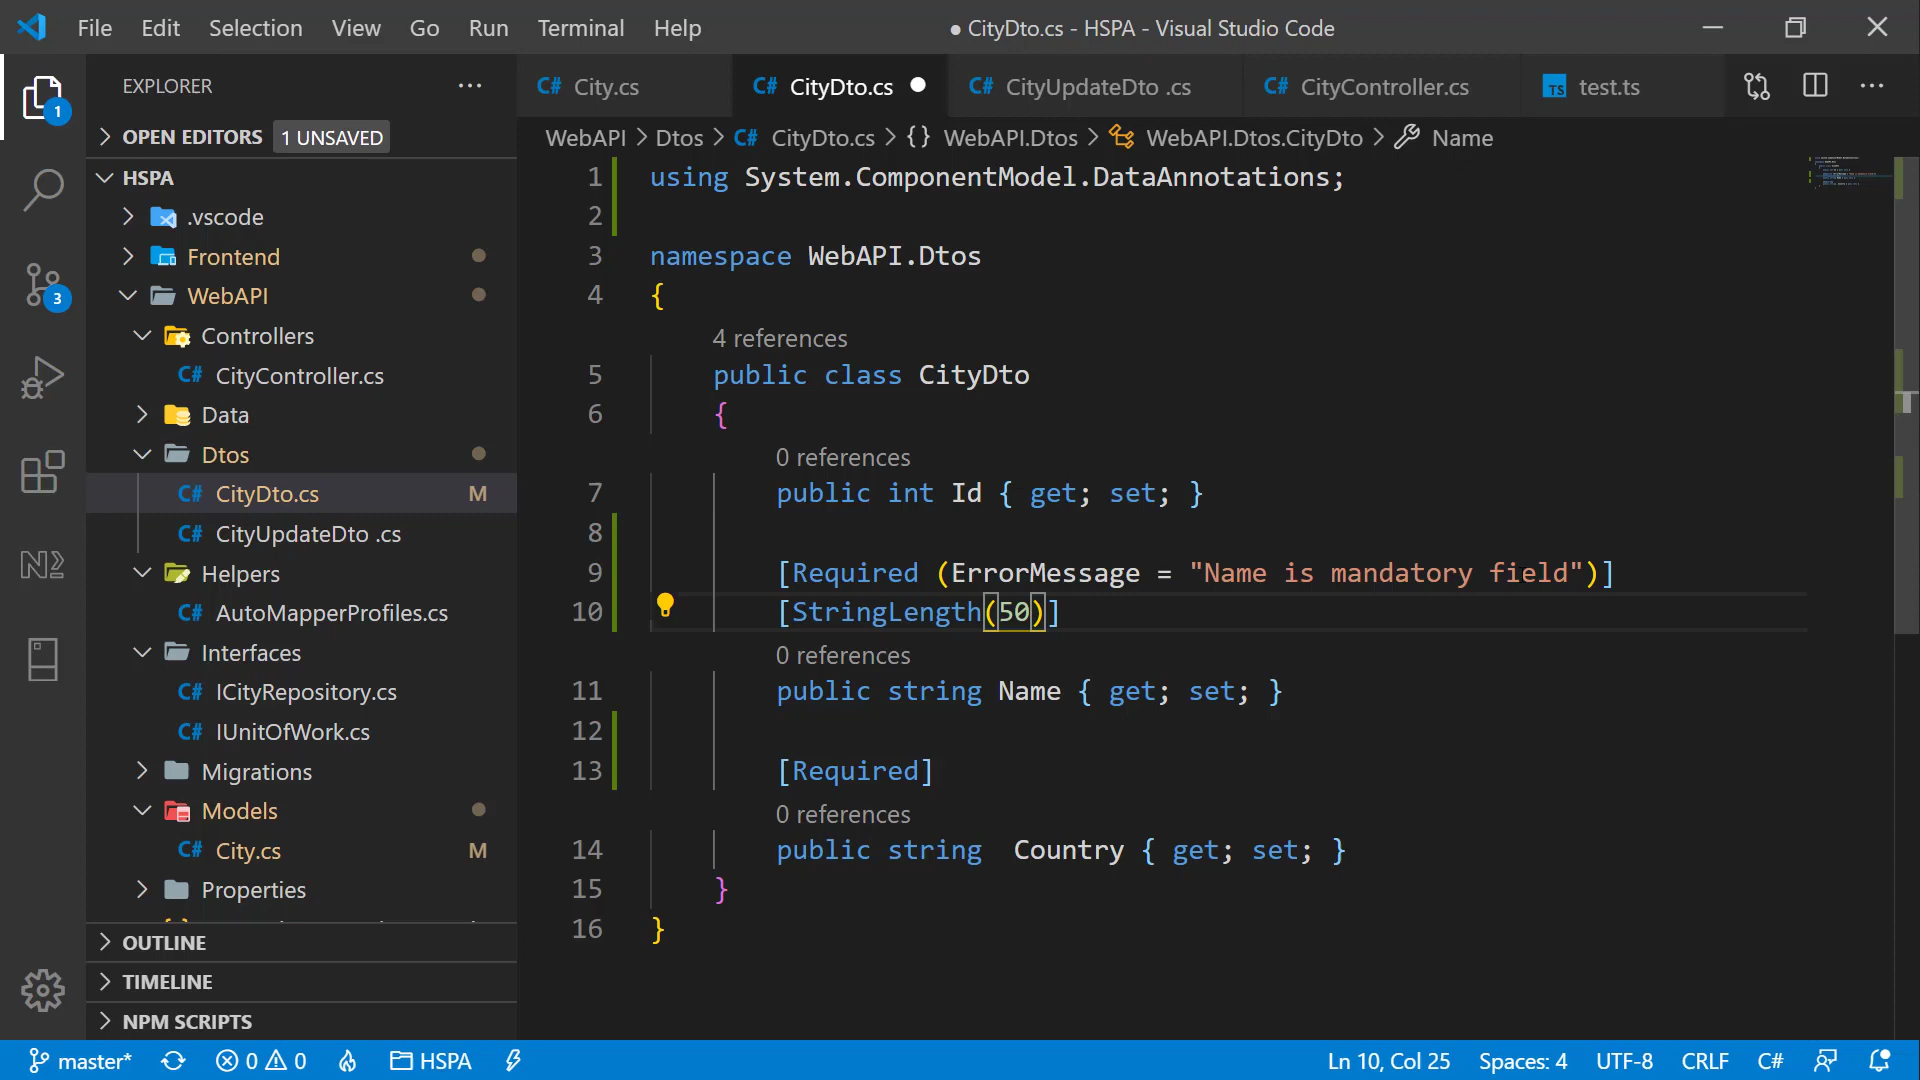 File Edit Selection View Go Run Terminal Help
● CityDto.cs - HSPA - Visual Studio Code
EXPLORER
OPEN EDITORS 1 UNSAVED
HSPA
.vscode
Frontend
WebAPI
Controllers
C# CityController.cs
Data
Dtos
C# CityDto.cs M
C# CityUpdateDto .cs
Helpers
C# AutoMapperProfiles.cs
Interfaces
C# ICityRepository.cs
C# IUnitOfWork.cs
Migrations
Models
C# City.cs M
Properties
OUTLINE
TIMELINE
NPM SCRIPTS
1
3
C# City.cs C# CityDto.cs ● C# CityUpdateDto .cs C# CityController.cs TS test.ts
WebAPI > Dtos > C# CityDto.cs > {} WebAPI.Dtos > WebAPI.Dtos.CityDto > Name
1 using System.ComponentModel.DataAnnotations;
2
3 namespace WebAPI.Dtos
4 {
4 references
5 public class CityDto
6 {
0 references
7 public int Id { get; set; }
8
9 [Required (ErrorMessage = "Name is mandatory field")]
10 [StringLength(50)]
0 references
11 public string Name { get; set; }
12
13 [Required]
0 references
14 public string  Country { get; set; }
15 }
16 }
master* 0 0 HSPA Ln 10, Col 25 Spaces: 4 UTF-8 CRLF C#